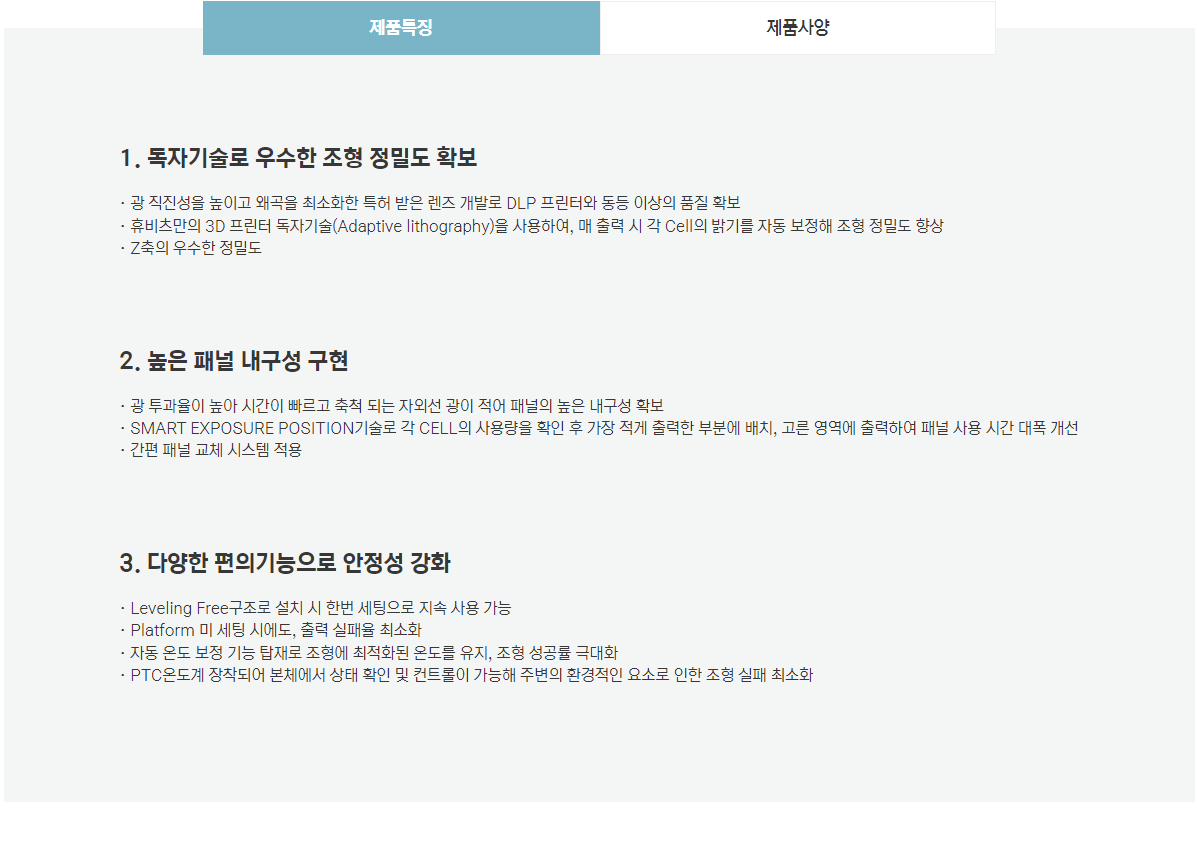 제품특징
제품사양
1. 독자기술로 우수한 조형 정밀도 확보
· 광 직진성을 높이고 왜곡을 최소화한 특허 받은 렌즈 개발로 DLP 프린터와 동등 이상의 품질 확보
· 휴비츠만의 3D 프린터 독자기술(Adaptive lithography)을 사용하여, 매 출력 시 각 Cell의 밝기를 자동 보정해 조형 정밀도 향상
· Z축의 우수한 정밀도
2. 높은 패널 내구성 구현
· 광 투과율이 높아 시간이 빠르고 축척 되는 자외선 광이 적어 패널의 높은 내구성 확보
· SMART EXPOSURE POSITION기술로 각 CELL의 사용량을 확인 후 가장 적게 출력한 부분에 배치, 고른 영역에 출력하여 패널 사용 시간 대폭 개선
· 간편 패널 교체 시스템 적용
3. 다양한 편의기능으로 안정성 강화
· Leveling Free구조로 설치 시 한번 세팅으로 지속 사용 가능
· Platform 미 세팅 시에도, 출력 실패율 최소화
· 자동 온도 보정 기능 탑재로 조형에 최적화된 온도를 유지, 조형 성공률 극대화
· PTC온도계 장착되어 본체에서 상태 확인 및 컨트롤이 가능해 주변의 환경적인 요소로 인한 조형 실패 최소화